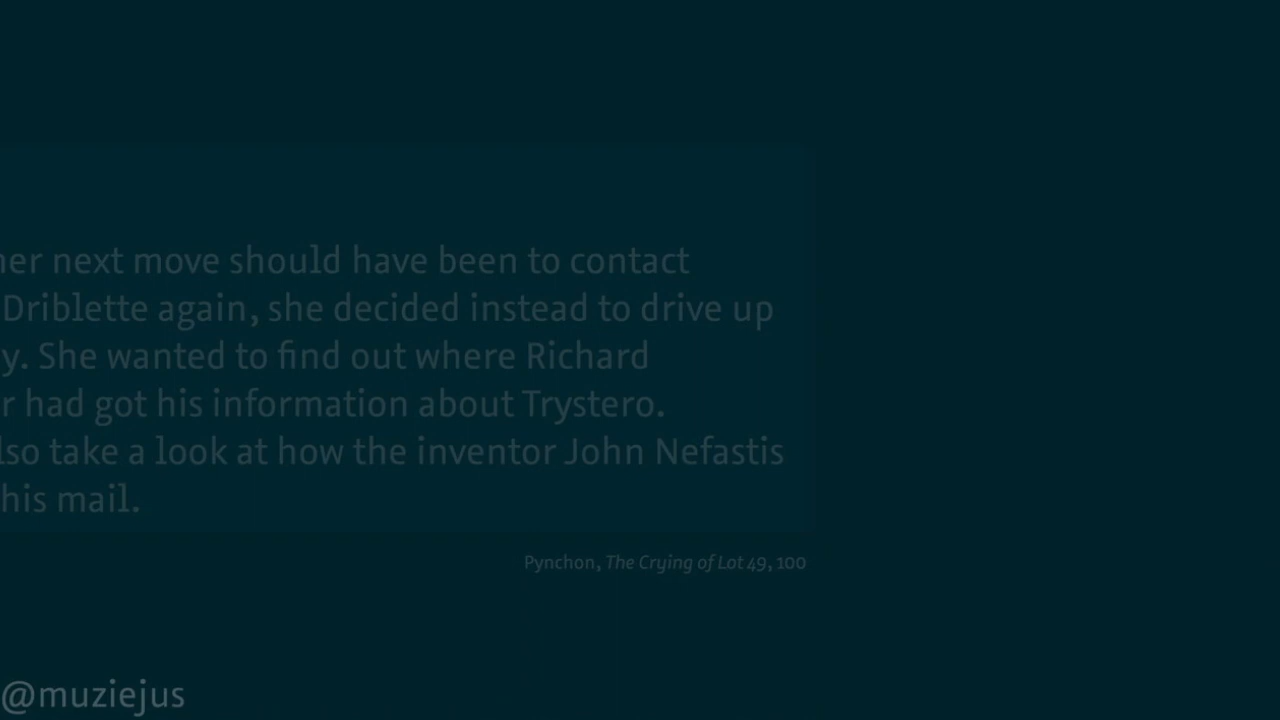 her next move should have been to contact
Driblette again, she decided instead to drive up
y. She wanted to find out where Richard
r had got his information about Trystero.
lso take a look at how the inventor John Nefastis
his mail.
Pynchon, The Crying of Lot 49, 100
@muziejus